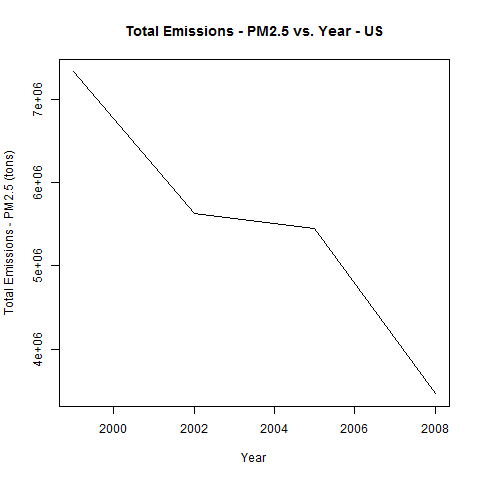 Total Emissions - PM2.5 vs. Year - US
Total Emissions - PM2.5 (tons)
7e+06
6e+06
5e+06
4e+06
2000 2002 2004 2006 2008
Year